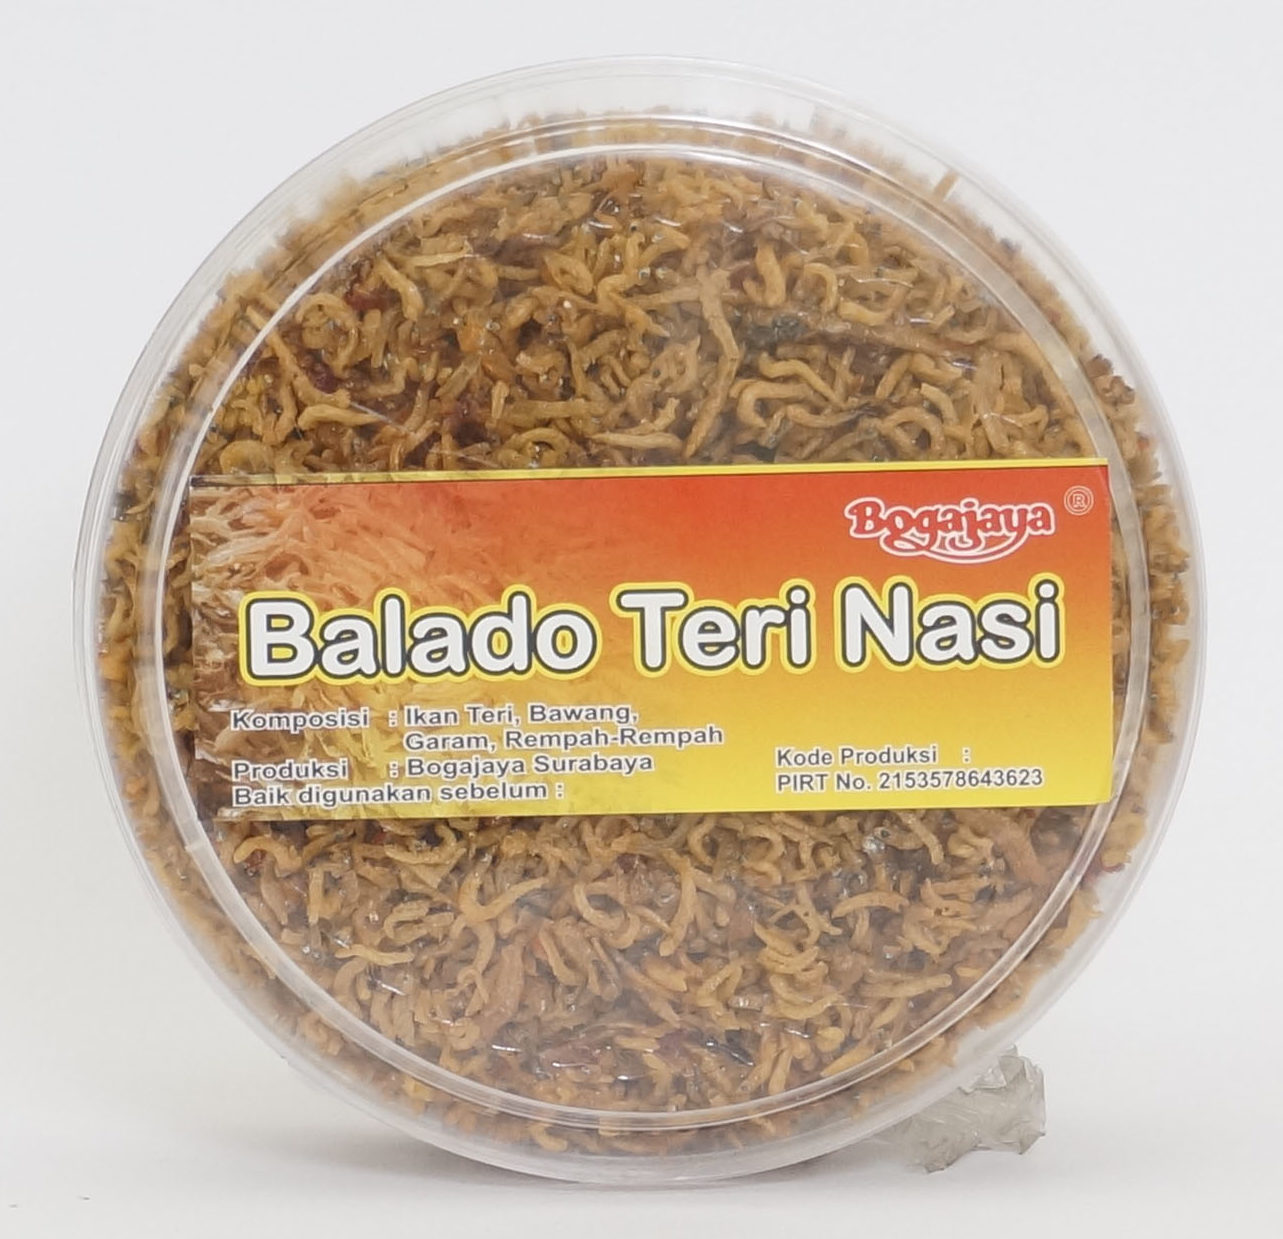 Bogajaya ®
Balado Teri Nasi
Komposisi : Ikan Teri, Bawang,
Garam, Rempah-Rempah
Produksi : Bogajaya Surabaya
Baik digunakan sebelum :
Kode Produksi :
PIRT No. 2153578643623